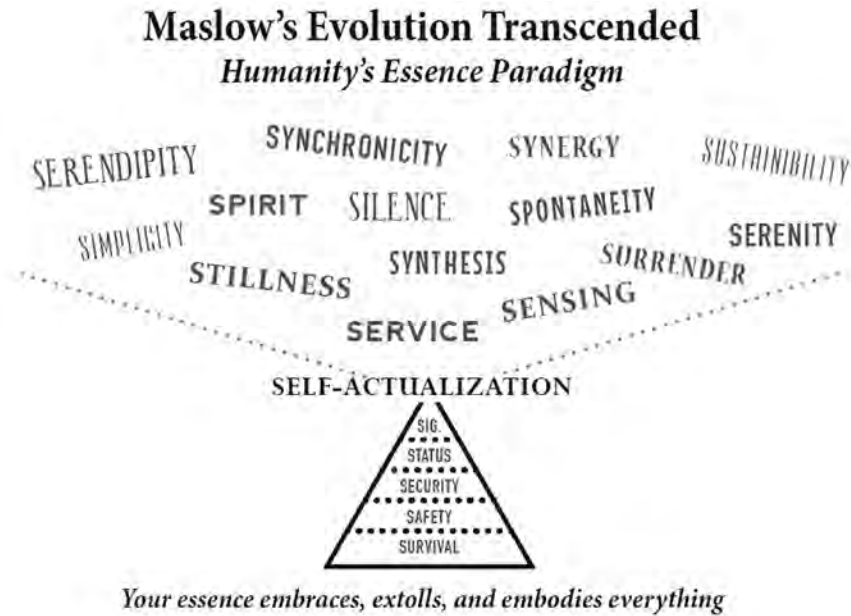 Maslow's Evolution Transcended
Humanity's Essence Paradigm
SERENDIPITY
SYNCHRONICITY
SYNERGY
SUSTAINIBILITY
SPIRIT
SILENCE
SPONTANEITY
SIMPLICITY
SERENITY
STILLNESS
SYNTHESIS
SURRENDER
SENSING
SERVICE
SELF-ACTUALIZATION
SIG.
STATUS
SECURITY
SAFETY
SURVIVAL
Your essence embraces, extolls, and embodies everything